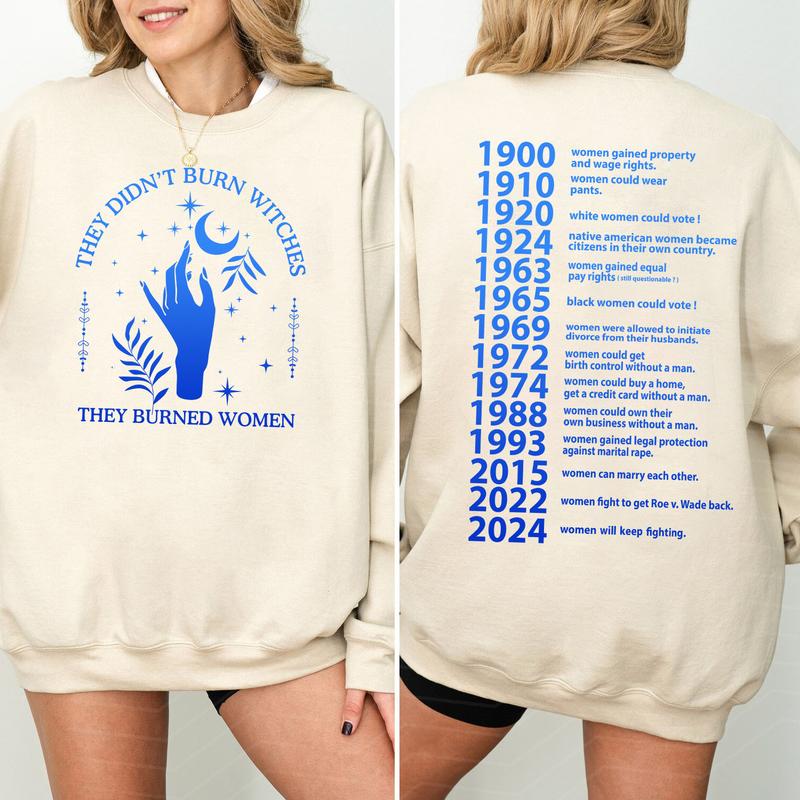 THEY DIDN'T BURN WITCHES
THEY BURNED WOMEN
1900 women gained property
and wage rights.
1910 women could wear
pants.
1920 white women could vote !
1924 native american women became
citizens in their own country.
1963 women gained equal
pay rights ( still questionable ? )
1965 black women could vote !
1969 women were allowed to initiate
divorce from their husbands.
1972 women could get
birth control without a man.
1974 women could buy a home,
get a credit card without a man.
1988 women could own their
own business without a man.
1993 women gained legal protection
against marital rape.
2015 women can marry each other.
2022 women fight to get Roe v. Wade back.
2024 women will keep fighting.